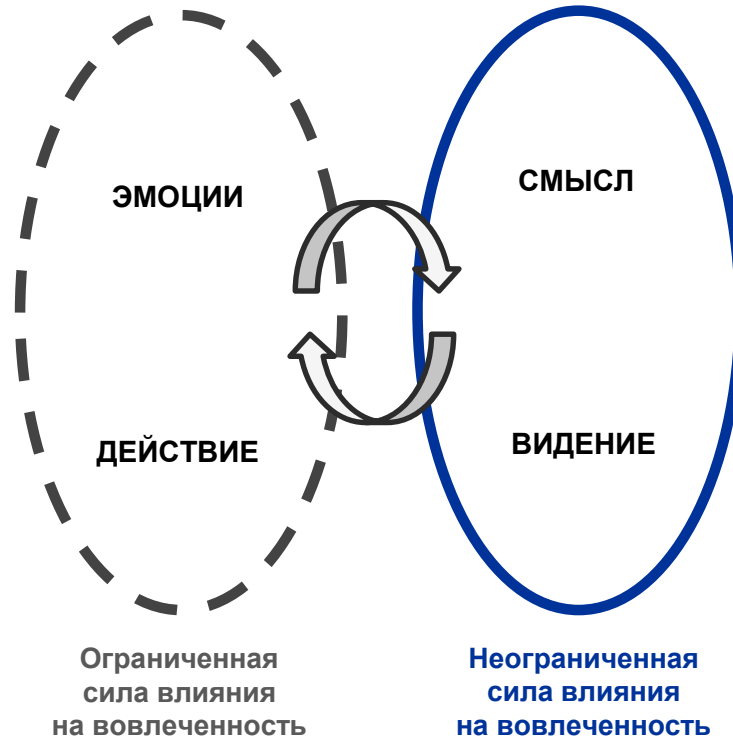 ЭМОЦИИ
СМЫСЛ
ДЕЙСТВИЕ
ВИДЕНИЕ
Ограниченная
сила влияния
на вовлеченность
Неограниченная
сила влияния
на вовлеченность